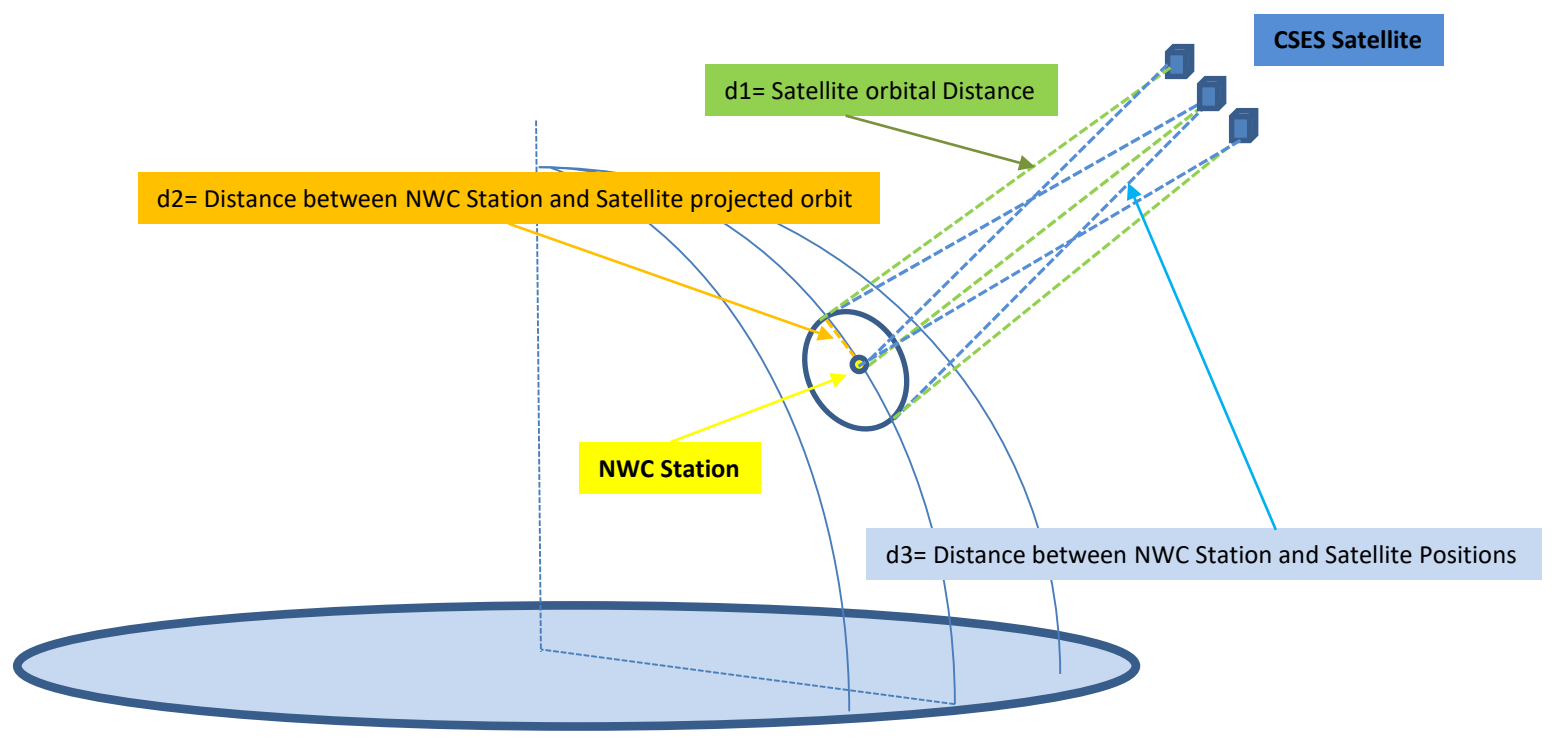 CSES Satellite
d1= Satellite orbital Distance
d2= Distance between NWC Station and Satellite projected orbit
NWC Station
d3= Distance between NWC Station and Satellite Positions